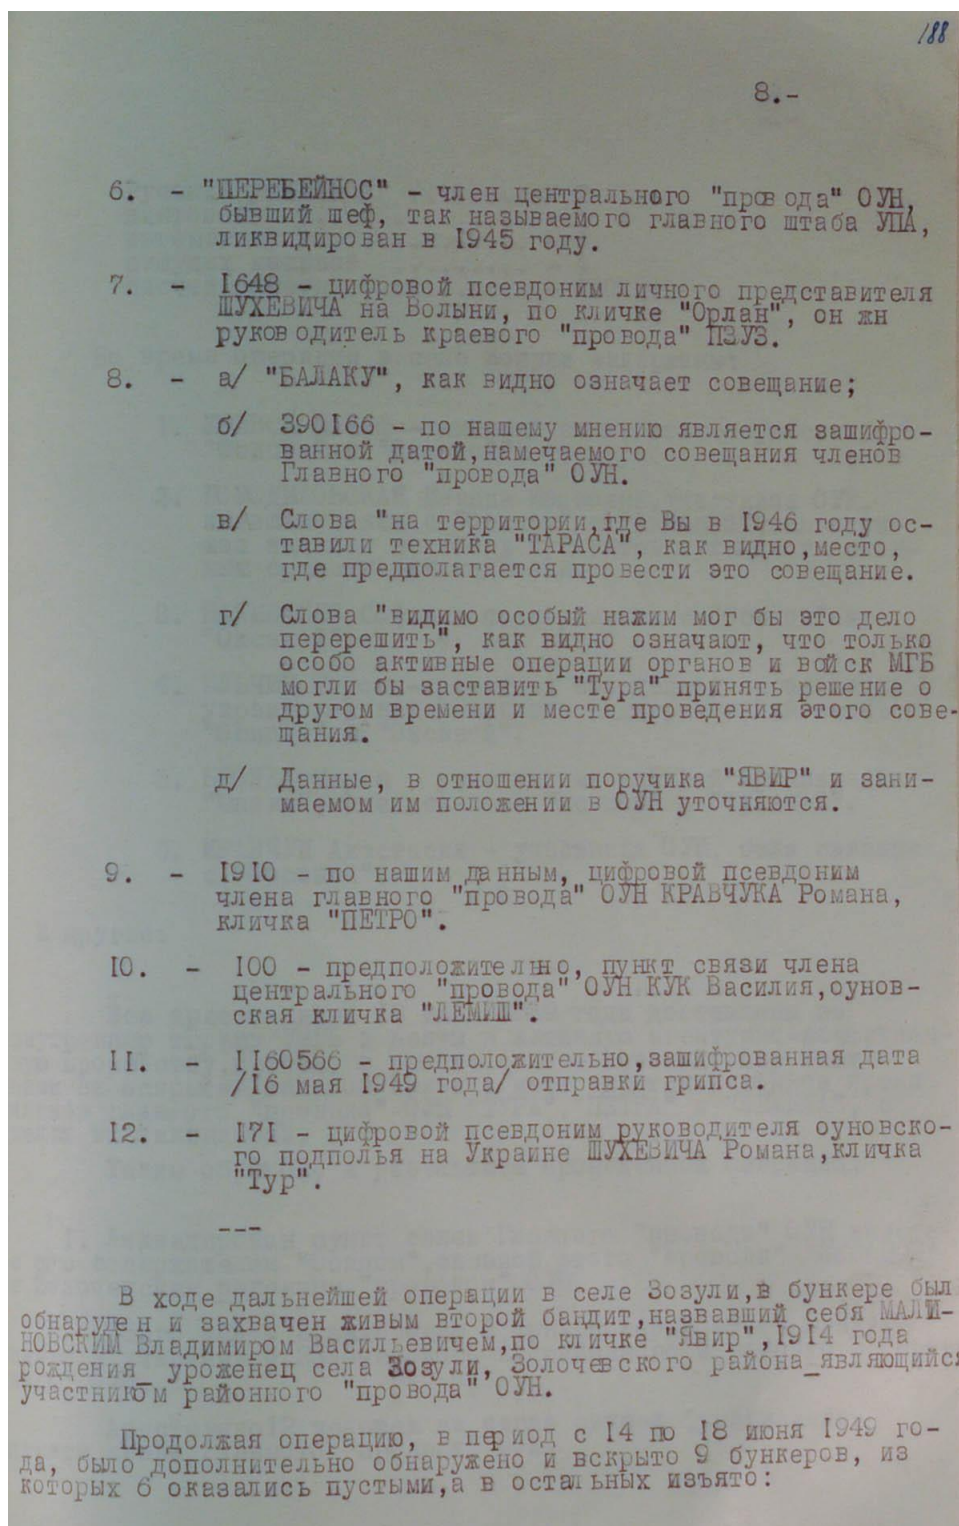 188
8.-
6. - "ПЕРЕБЕЙНОС" - член центрального "провода" ОУН,
бывший шеф, так называемого главного штаба УПА,
ликвидирован в 1945 году.
7. - 1648 - цифровой псевдоним личного представителя
ШУХЕВИЧА на Волыни, по кличке "Орлан", он жн
руководитель краевого "провода" ПЗУЗ.
8. - а/ "БАЛАКУ", как видно означает совещание;
б/ 390166 - по нашему мнению является зашифро-
ванной датой,намечаемого совещания членов
Главного "провода" ОУН.
в/ Слова "на территории,где Вы в 1946 году ос-
тавили техника "ТАРАСА", как видно,место,
где предполагается провести это совещание.
г/ Слова "видимо особый нажим мог бы это дело
перерешить", как видно означают, что только
особо активные операции органов и войск МГБ
могли бы заставить "Тура" принять решение о
другом времени и месте проведения этого сове-
щания.
д/ Данные, в отношении поручика "ЯВИР" и зани-
маемом им положении в ОУН уточняются.
9. - 1910 - по нашим данным, цифровой псевдоним
члена главного "провода" ОУН КРАВЧУКА Романа,
кличка "ПЕТРО".
10. - 100 - предположительно, пункт связи члена
центрального "провода" ОУН КУК Василия,оунов-
ская кличка "ЛЕМИШ".
11. - 1160566 - предположительно,зашифрованная дата
/16 мая 1949 года/ отправки грипса.
12. - 171 - цифровой псевдоним руководителя оуновско-
го подполья на Украине ШУХЕВИЧА Романа,кличка
"Тур".
---
В ходе дальнейшей операции в селе Зозули,в бункере был
обнаружен и захвачен живым второй бандит,назвавший себя МАЛИ-
НОВСКИМ Владимиром Васильевичем,по кличке "Явир",1914 года
рождения_ уроженец села Зозули, Золочевского района_являющийся
участником районного "провода" ОУН.
Продолжая операцию, в период с 14 по 18 июня 1949 го-
да, было дополнительно обнаружено и вскрыто 9 бункеров, из
которых 6 оказались пустыми,а в остальных изъято: